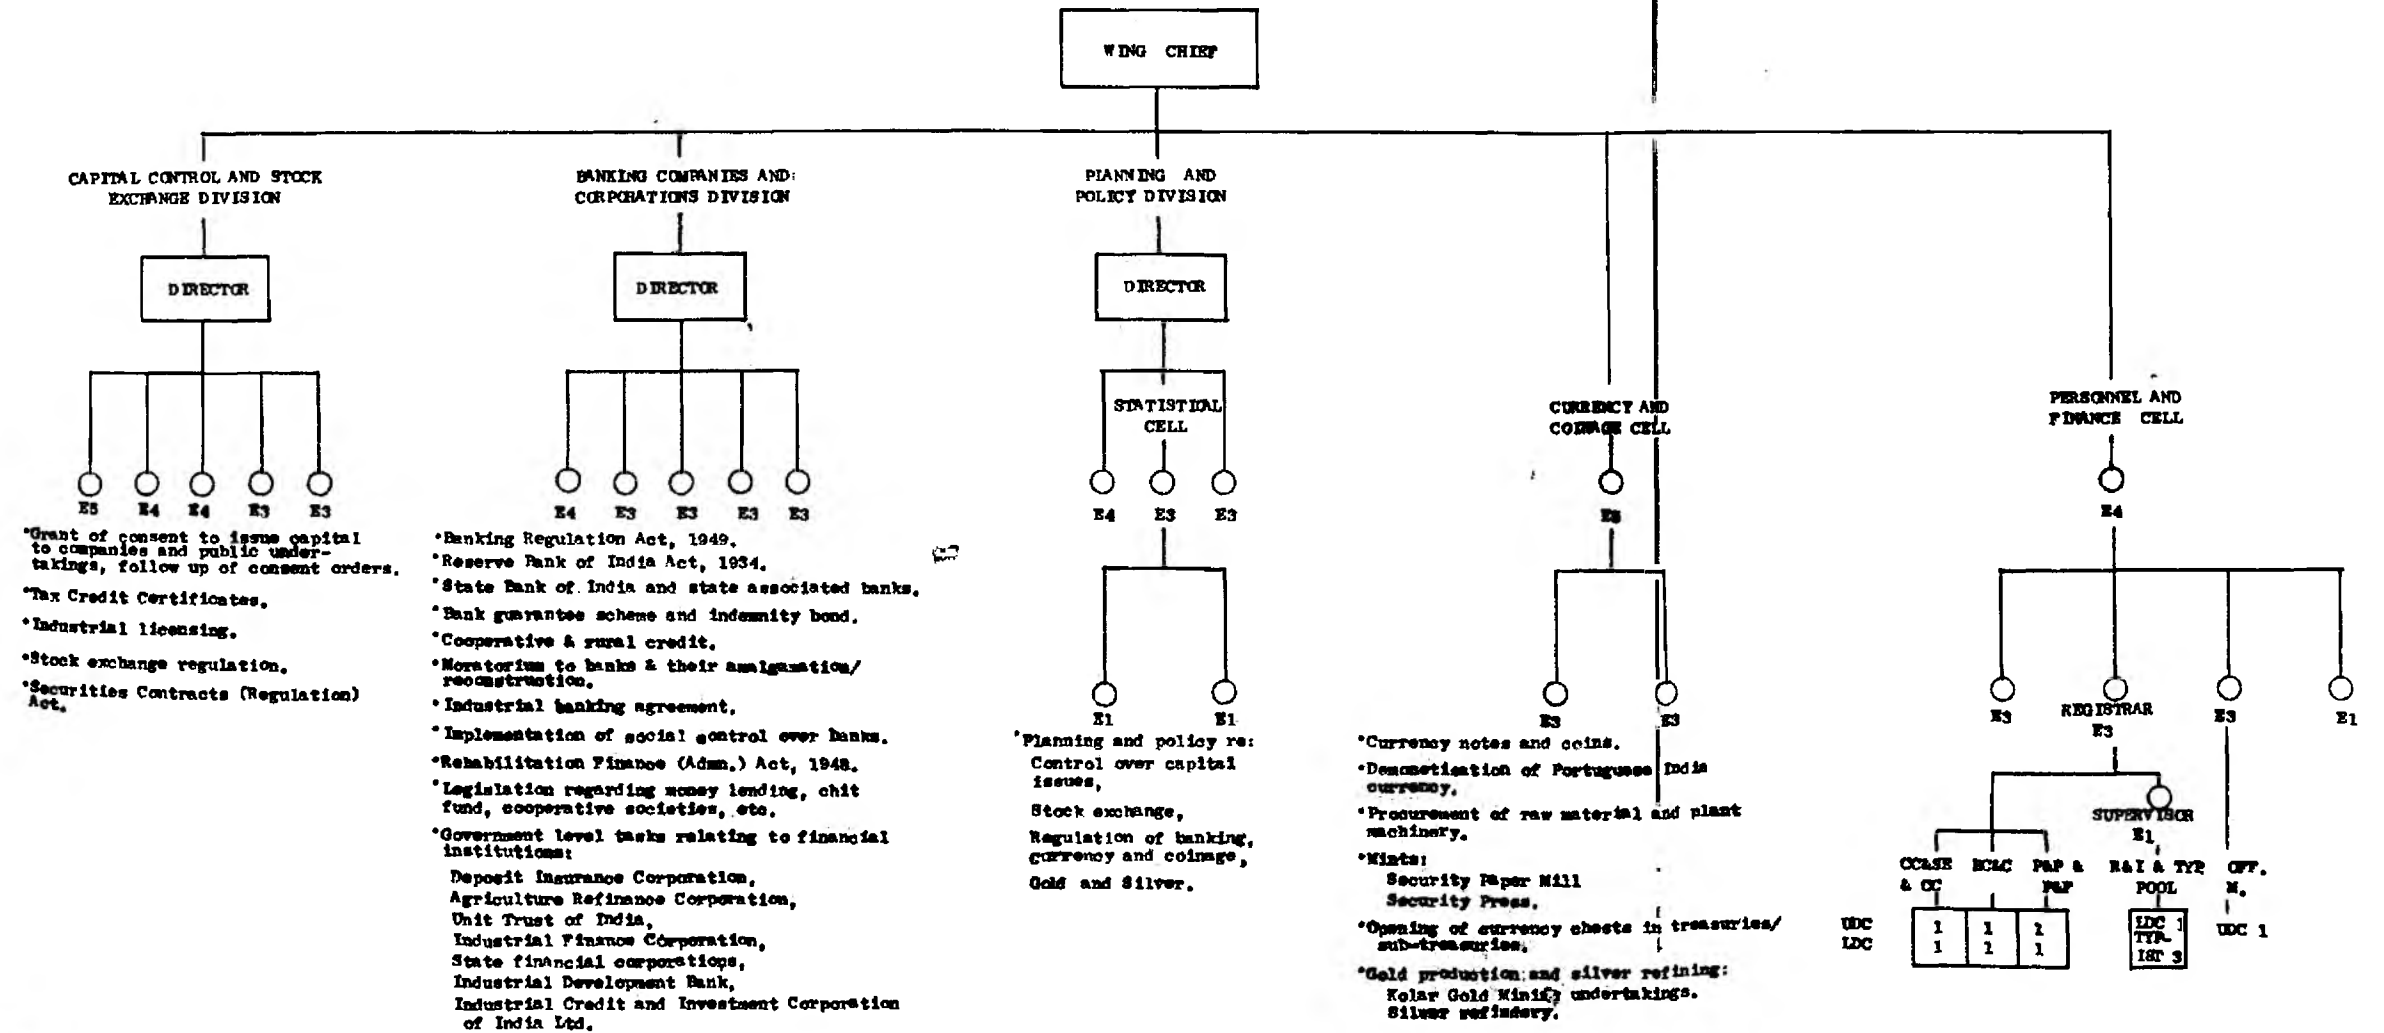 WING CHIEF
CAPITAL CONTROL AND STOCK
EXCHANGE DIVISION
DIRECTOR
E5 E4 E4 E3 E3
*Grant of consent to issue capital
to companies and public under-
takings, follow up of consent orders.
*Tax Credit Certificates.
*Industrial licensing.
*Stock exchange regulation.
*Securities Contracts (Regulation)
Act.
BANKING COMPANIES AND
CORPORATIONS DIVISION
DIRECTOR
E4 E3 E3 E3 E3
*Banking Regulation Act, 1949.
*Reserve Bank of India Act, 1934.
*State Bank of India and state associated banks.
*Bank guarantee scheme and indemnity bond.
*Cooperative & rural credit.
*Moratorium to banks & their amalgamation/
reconstruction.
*Industrial banking agreement.
*Implementation of social control over banks.
*Rehabilitation Finance (Admn.) Act, 1948.
*Legislation regarding money lending, chit
fund, cooperative societies, etc.
*Government level tasks relating to financial
institutions:
Deposit Insurance Corporation,
Agriculture Refinance Corporation,
Unit Trust of India,
Industrial Finance Corporation,
State financial corporations,
Industrial Development Bank,
Industrial Credit and Investment Corporation
of India Ltd.
PLANNING AND
POLICY DIVISION
DIRECTOR
STATISTICAL
CELL
E4 E3 E3
E1 E1
*Planning and policy re:
Control over capital
issues,
Stock exchange,
Regulation of banking,
currency and coinage,
Gold and Silver.
CURRENCY AND
COINAGE CELL
E3 E3
*Currency notes and coins.
*Demonetisation of Portuguese India
currency.
*Procurement of raw material and plant
machinery.
*Mints:
Security Paper Mill
Security Press.
*Opening of currency chests in treasuries/
sub-treasuries.
*Gold production and silver refining:
Kolar Gold Mining undertakings.
Silver refinery.
PERSONNEL AND
FINANCE CELL
E4
E3 REGISTRAR E3 E1
E3
SUPERVISOR
E1
CC&SE BC&C P&P & R&I & TYP. OFF.
& CC P&F POOL M.
UDC 1 1 1 LDC 1 UDC 1
LDC 1 1 1 TYP-
IST 3